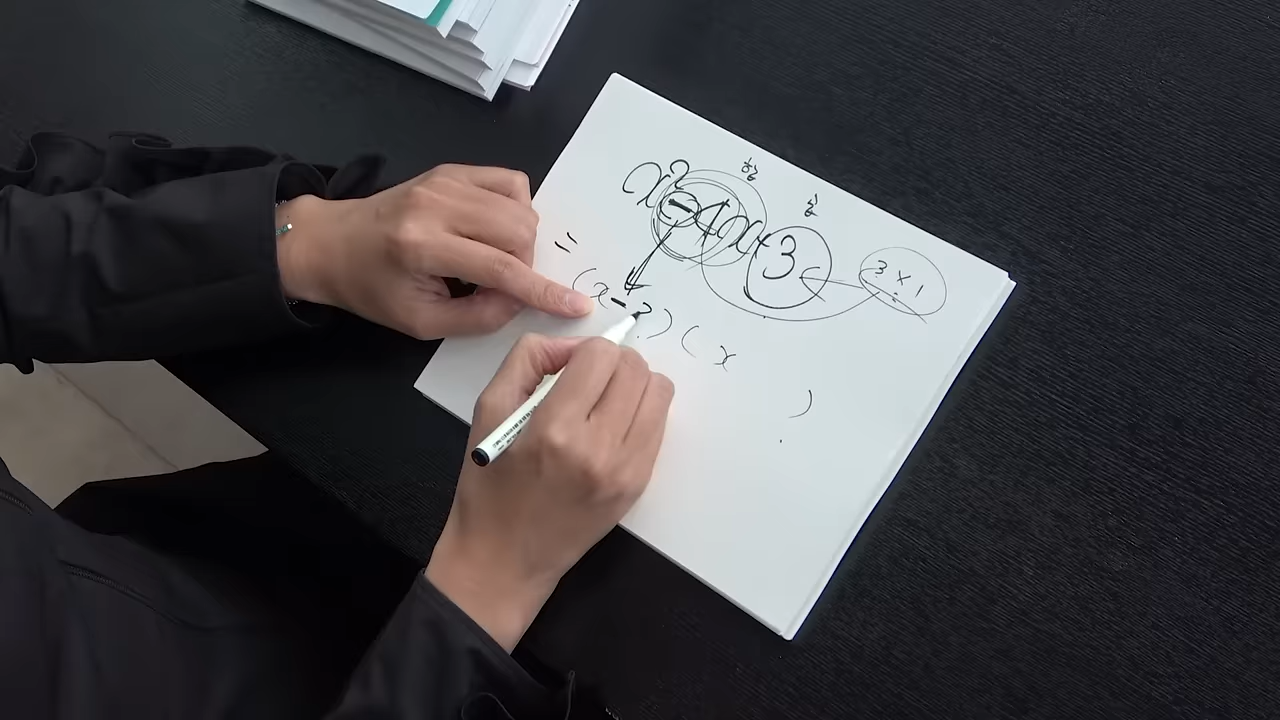 x² - 4x + 3
3 × 1
= (x - 3) ( x )